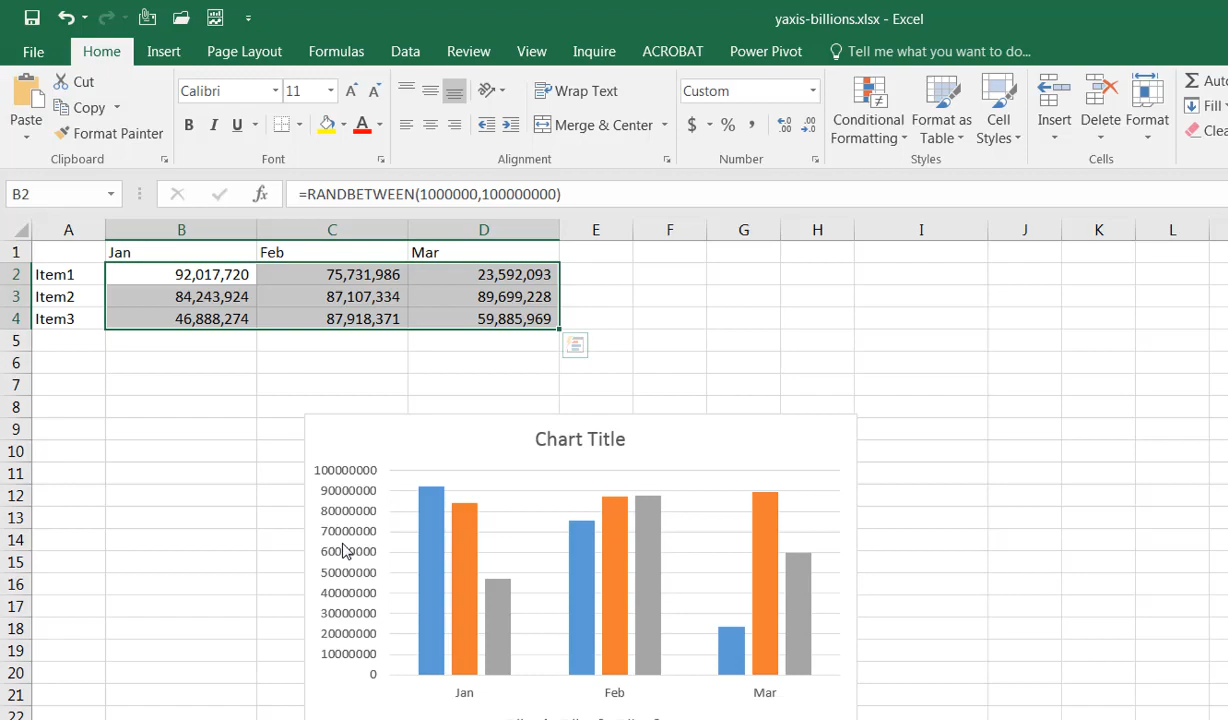 yaxis-billions.xlsx - Excel
File Home Insert Page Layout Formulas Data Review View Inquire ACROBAT Power Pivot Tell me what you want to do...
Cut
Copy
Format Painter
Paste
Clipboard
Calibri 11
B I U A
Font
Wrap Text
Merge & Center
Alignment
Custom
$ % , .00 .0
Number
Conditional Formatting
Format as Table
Cell Styles
Styles
Insert Delete Format
Cells
Σ Auto
Fill
Clea
B2 fx =RANDBETWEEN(1000000,100000000)
A B C D E F G H I J K L
1 Jan Feb Mar
2 Item1 92,017,720 75,731,986 23,592,093
3 Item2 84,243,924 87,107,334 89,699,228
4 Item3 46,888,274 87,918,371 59,885,969
5
6
7
8
9
10
11
12
13
14
15
16
17
18
19
20
21
22
Chart Title
100000000
90000000
80000000
70000000
60000000
50000000
40000000
30000000
20000000
10000000
0
Jan Feb Mar